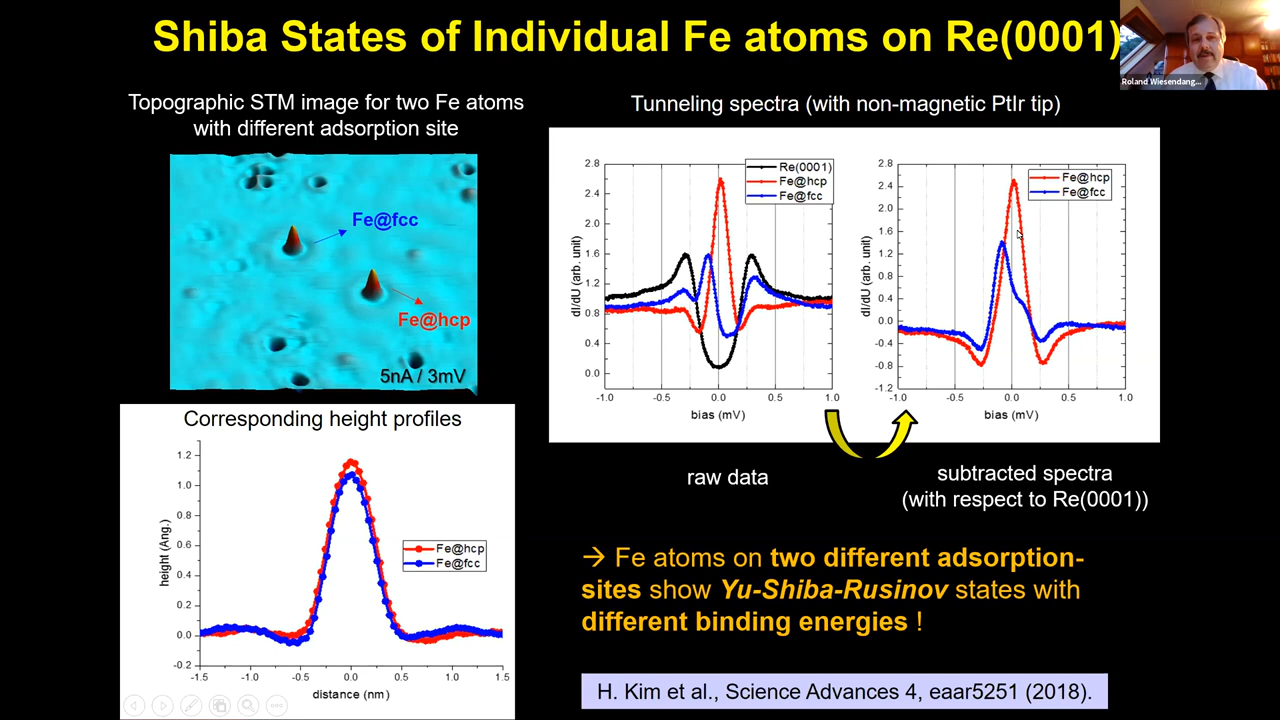 Shiba States of Individual Fe atoms on Re(0001)
Roland Wiesendang...
Topographic STM image for two Fe atoms
with different adsorption site
Fe@fcc
Fe@hcp
5nA / 3mV
Corresponding height profiles
height (Ang.)
1.2
1.0
0.8
0.6
0.4
0.2
0.0
-0.2
Fe@hcp
Fe@fcc
-1.5 -1.0 -0.5 0.0 0.5 1.0 1.5
distance (nm)
Tunneling spectra (with non-magnetic PtIr tip)
dI/dU (arb. unit)
2.8
2.4
2.0
1.6
1.2
0.8
0.4
0.0
Re(0001)
Fe@hcp
Fe@fcc
-1.0 -0.5 0.0 0.5 1.0
bias (mV)
dI/dU (arb. unit)
2.8
2.4
2.0
1.6
1.2
0.8
0.4
0.0
-0.4
-0.8
-1.2
Fe@hcp
Fe@fcc
-1.0 -0.5 0.0 0.5 1.0
bias (mV)
raw data
subtracted spectra
(with respect to Re(0001))
→ Fe atoms on two different adsorption-
sites show Yu-Shiba-Rusinov states with
different binding energies !
H. Kim et al., Science Advances 4, eaar5251 (2018).